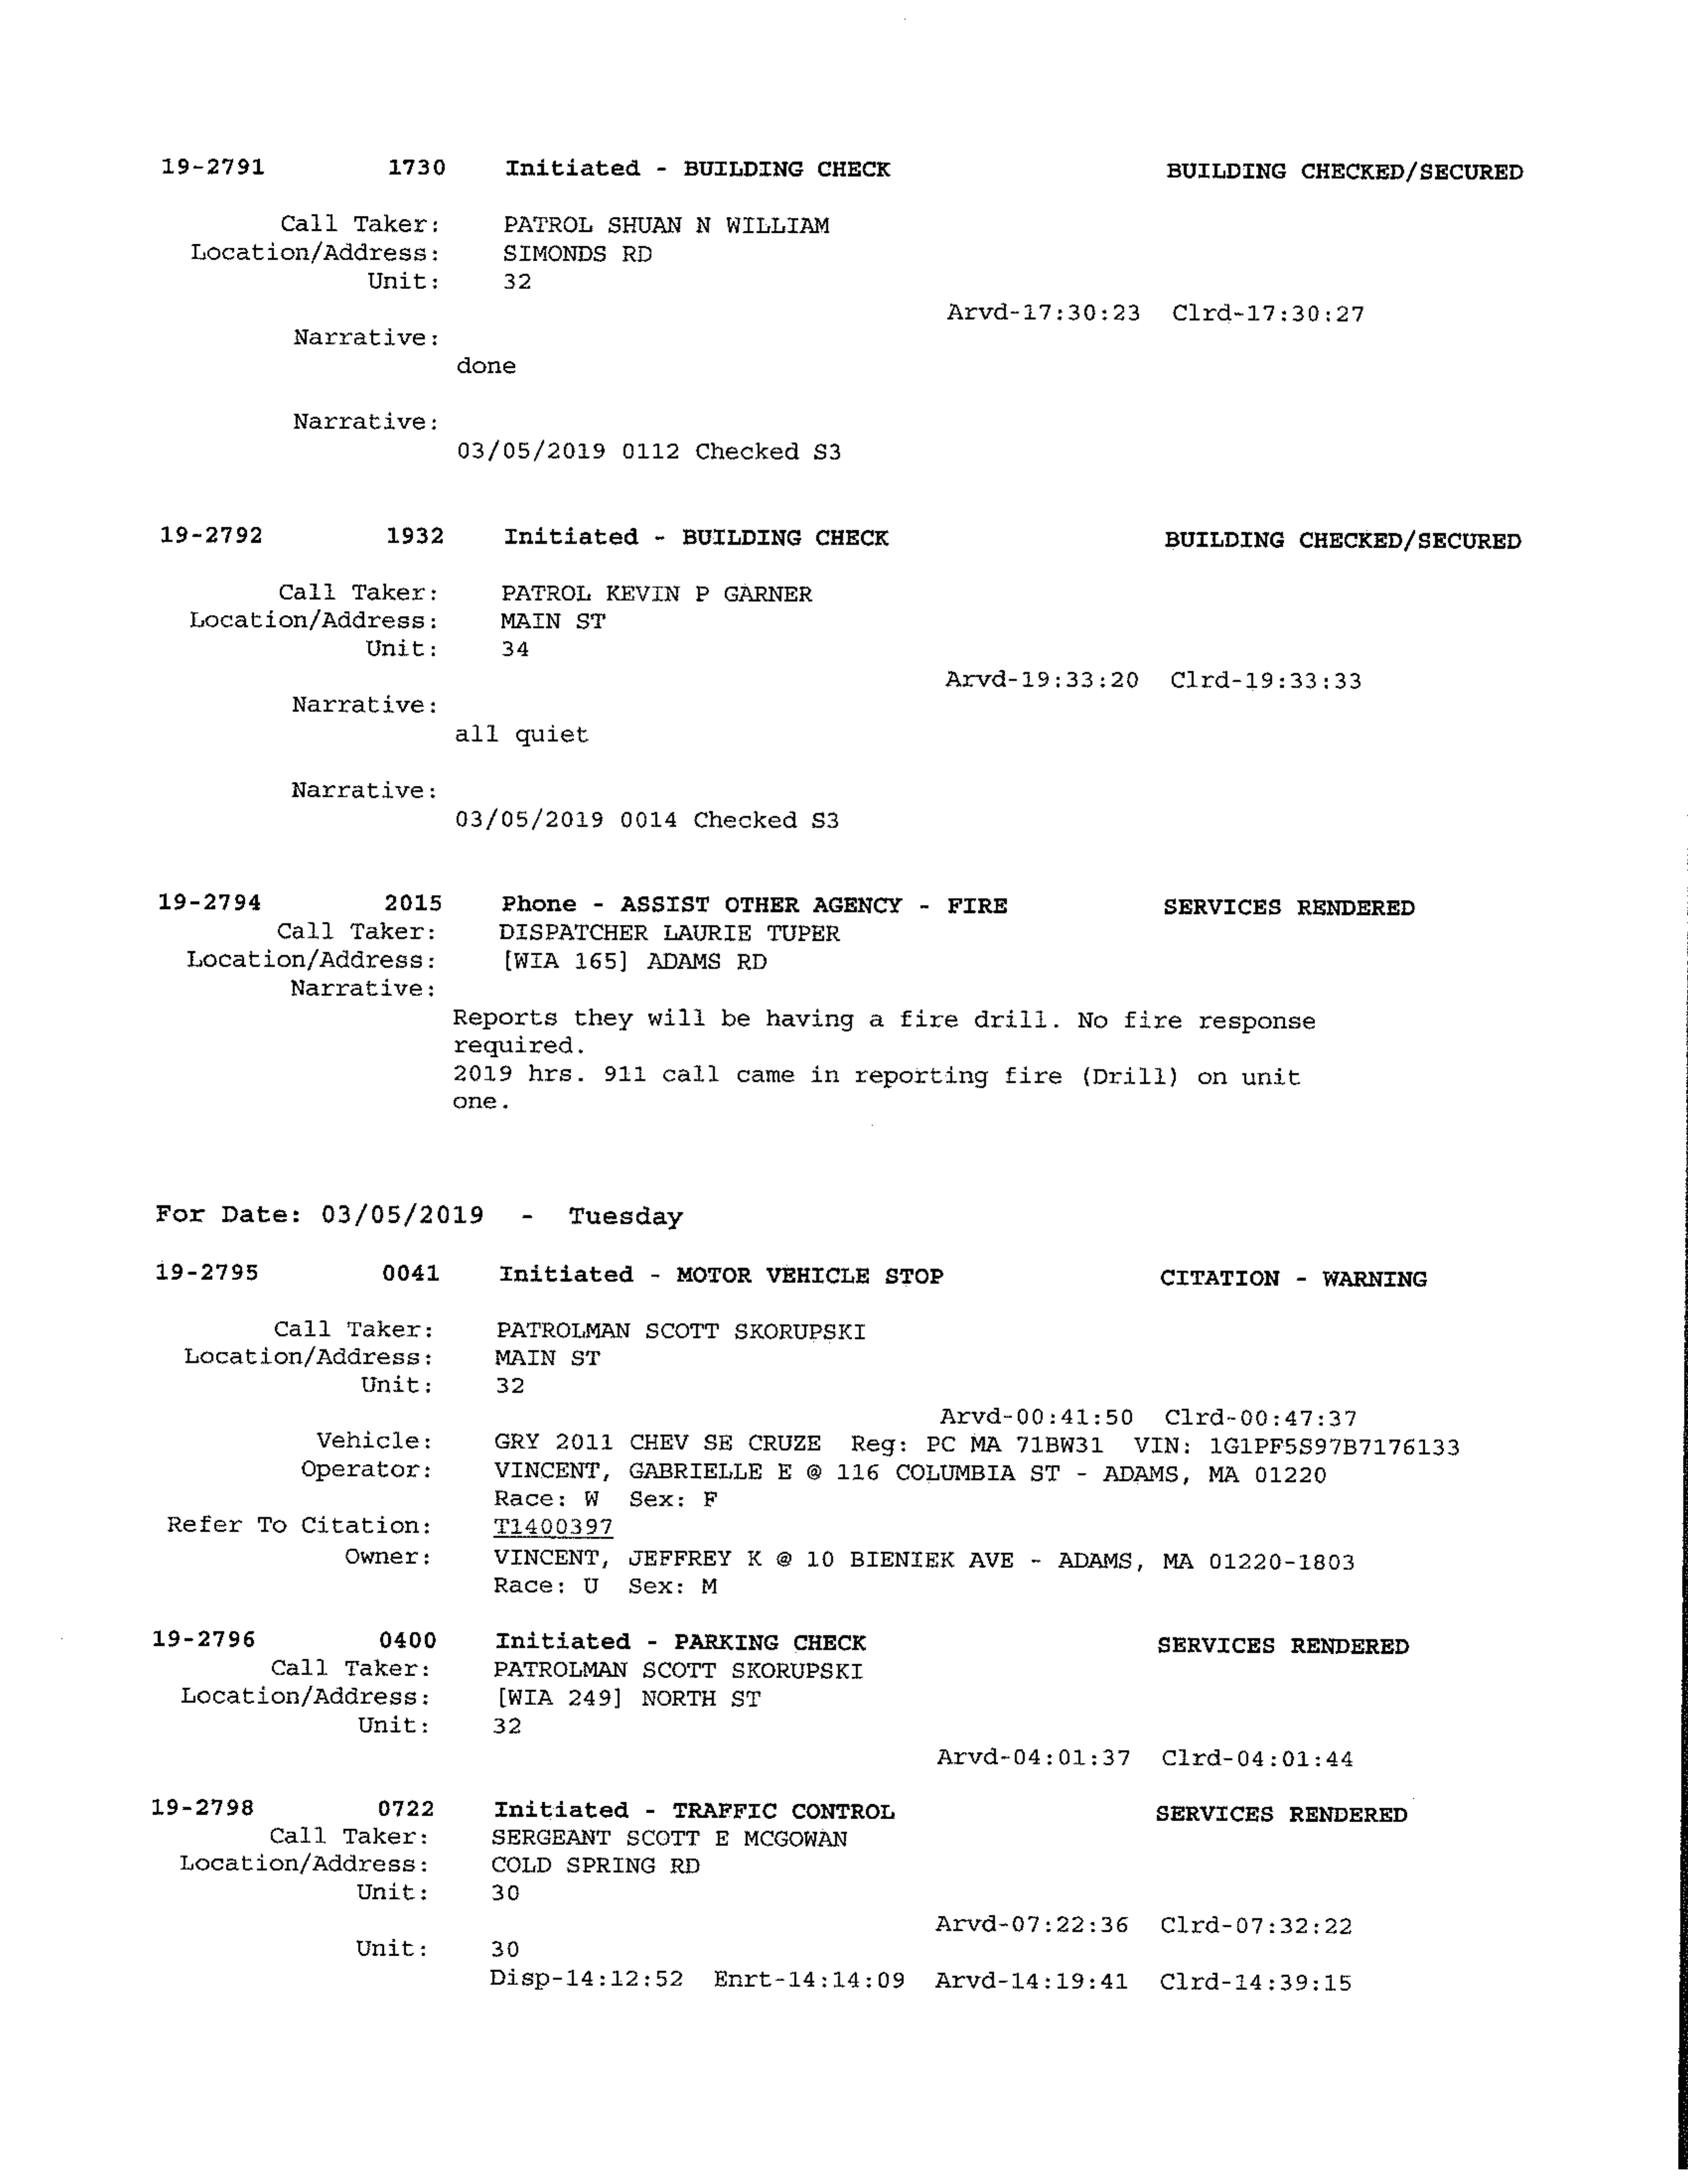 19-2791 1730 Initiated - BUILDING CHECK BUILDING CHECKED/SECURED
Call Taker: PATROL SHUAN N WILLIAM
Location/Address: SIMONDS RD
Unit: 32
Arvd-17:30:23 Clrd-17:30:27
Narrative:
done
Narrative:
03/05/2019 0112 Checked S3
19-2792 1932 Initiated - BUILDING CHECK BUILDING CHECKED/SECURED
Call Taker: PATROL KEVIN P GARNER
Location/Address: MAIN ST
Unit: 34
Arvd-19:33:20 Clrd-19:33:33
Narrative:
all quiet
Narrative:
03/05/2019 0014 Checked S3
19-2794 2015 Phone - ASSIST OTHER AGENCY - FIRE SERVICES RENDERED
Call Taker: DISPATCHER LAURIE TUPER
Location/Address: [WIA 165] ADAMS RD
Narrative:
Reports they will be having a fire drill. No fire response
required.
2019 hrs. 911 call came in reporting fire (Drill) on unit
one.
For Date: 03/05/2019 - Tuesday
19-2795 0041 Initiated - MOTOR VEHICLE STOP CITATION - WARNING
Call Taker: PATROLMAN SCOTT SKORUPSKI
Location/Address: MAIN ST
Unit: 32
Arvd-00:41:50 Clrd-00:47:37
Vehicle: GRY 2011 CHEV SE CRUZE Reg: PC MA 71BW31 VIN: 1G1PF5S97B7176133
Operator: VINCENT, GABRIELLE E @ 116 COLUMBIA ST - ADAMS, MA 01220
Race: W Sex: F
Refer To Citation: T1400397
Owner: VINCENT, JEFFREY K @ 10 BIENIEK AVE - ADAMS, MA 01220-1803
Race: U Sex: M
19-2796 0400 Initiated - PARKING CHECK SERVICES RENDERED
Call Taker: PATROLMAN SCOTT SKORUPSKI
Location/Address: [WIA 249] NORTH ST
Unit: 32
Arvd-04:01:37 Clrd-04:01:44
19-2798 0722 Initiated - TRAFFIC CONTROL SERVICES RENDERED
Call Taker: SERGEANT SCOTT E MCGOWAN
Location/Address: COLD SPRING RD
Unit: 30
Arvd-07:22:36 Clrd-07:32:22
Unit: 30
Disp-14:12:52 Enrt-14:14:09 Arvd-14:19:41 Clrd-14:39:15